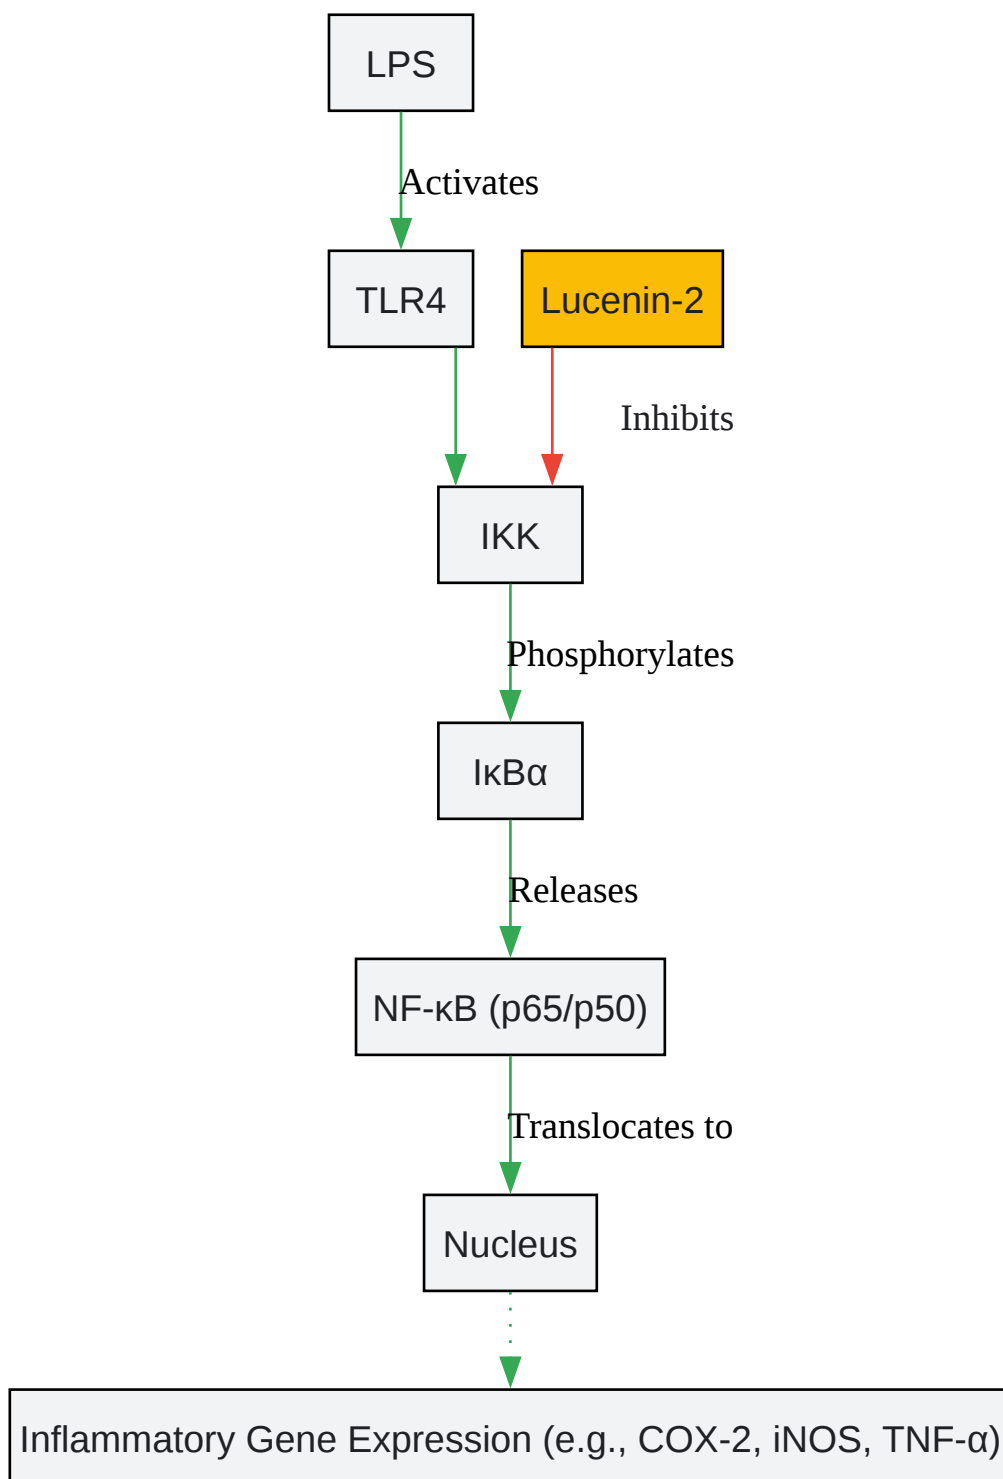 LPS
Activates
TLR4
Lucenin-2
Inhibits
IKK
Phosphorylates
IκBα
Releases
NF-κB (p65/p50)
Translocates to
Nucleus
Inflammatory Gene Expression (e.g., COX-2, iNOS, TNF-α)